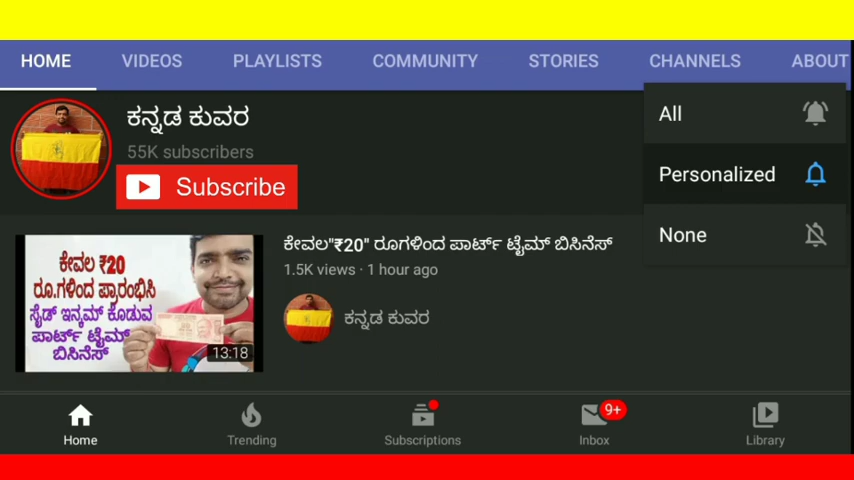 HOME VIDEOS PLAYLISTS COMMUNITY STORIES CHANNELS ABOUT
ಕನ್ನಡ ಕುವರ
55K subscribers
Subscribe
All
Personalized
None
ಕೇವಲ ₹20
ರೂ.ಗಳಿಂದ ಪ್ರಾರಂಭಿಸಿ
ಸೈಡ್ ಇನ್ಕಮ್ ಕೊಡುವ
ಪಾರ್ಟ್ ಟೈಮ್
ಬಿಸಿನೆಸ್
13:18
ಕೇವಲ"₹20" ರೂಗಳಿಂದ ಪಾರ್ಟ್ ಟೈಮ್ ಬಿಸಿನೆಸ್
1.5K views · 1 hour ago
ಕನ್ನಡ ಕುವರ
9+
Home Trending Subscriptions Inbox Library